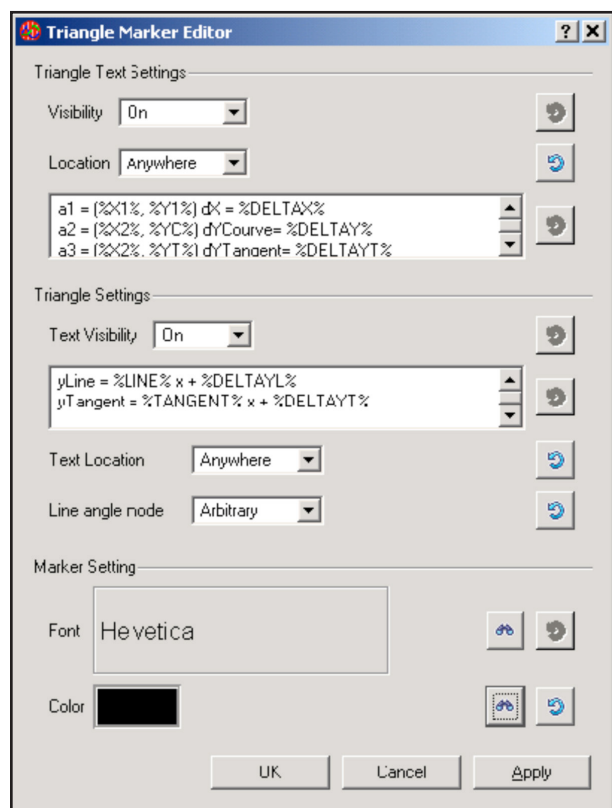 Triangle Marker Editor
Triangle Text Settings
Visibility On
Location Anywhere
a1 = (%X1%, %Y1%) dX = %DELTAX%
a2 = (%X2%, %YC%) dYCourve= %DELTAY%
a3 = (%X2%, %YT%) dYTangent= %DELTAYT%
Triangle Settings
Text Visibility On
yLine = %LINE% x + %DELTAYL%
yTangent = %TANGENT% x + %DELTAYT%
Text Location Anywhere
Line angle mode Arbitrary
Marker Setting
Font Helvetica
Color
OK Cancel Apply